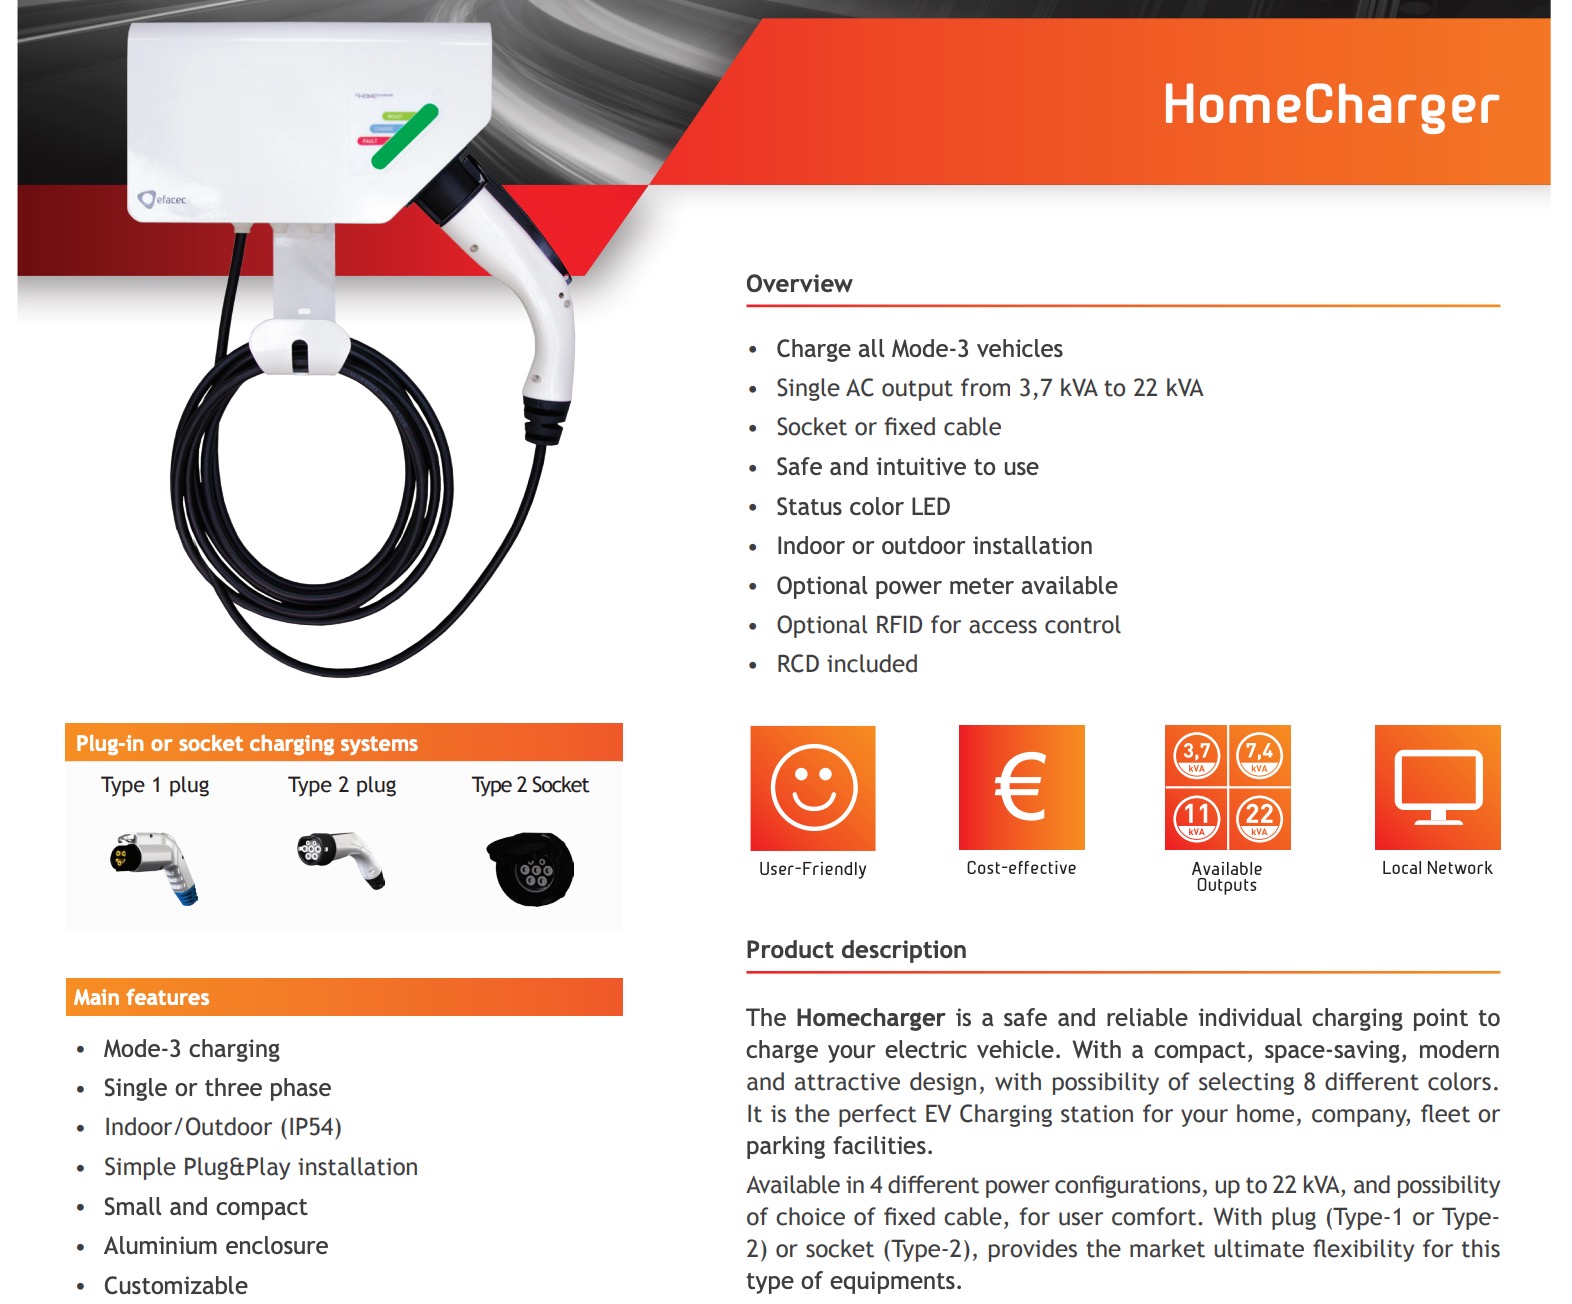 HomeCharger
READY
CHARGE
FAULT
efacec
Overview
• Charge all Mode-3 vehicles
• Single AC output from 3,7 kVA to 22 kVA
• Socket or fixed cable
• Safe and intuitive to use
• Status color LED
• Indoor or outdoor installation
• Optional power meter available
• Optional RFID for access control
• RCD included
Plug-in or socket charging systems
Type 1 plug
Type 2 plug
Type 2 Socket
User-Friendly
€
Cost-effective
3,7 kVA
7,4 kVA
11 kVA
22 kVA
Available
Outputs
Local Network
Main features
• Mode-3 charging
• Single or three phase
• Indoor/Outdoor (IP54)
• Simple Plug&Play installation
• Small and compact
• Aluminium enclosure
• Customizable
Product description
The Homecharger is a safe and reliable individual charging point to
charge your electric vehicle. With a compact, space-saving, modern
and attractive design, with possibility of selecting 8 different colors.
It is the perfect EV Charging station for your home, company, fleet or
parking facilities.
Available in 4 different power configurations, up to 22 kVA, and possibility
of choice of fixed cable, for user comfort. With plug (Type-1 or Type-
2) or socket (Type-2), provides the market ultimate flexibility for this
type of equipments.